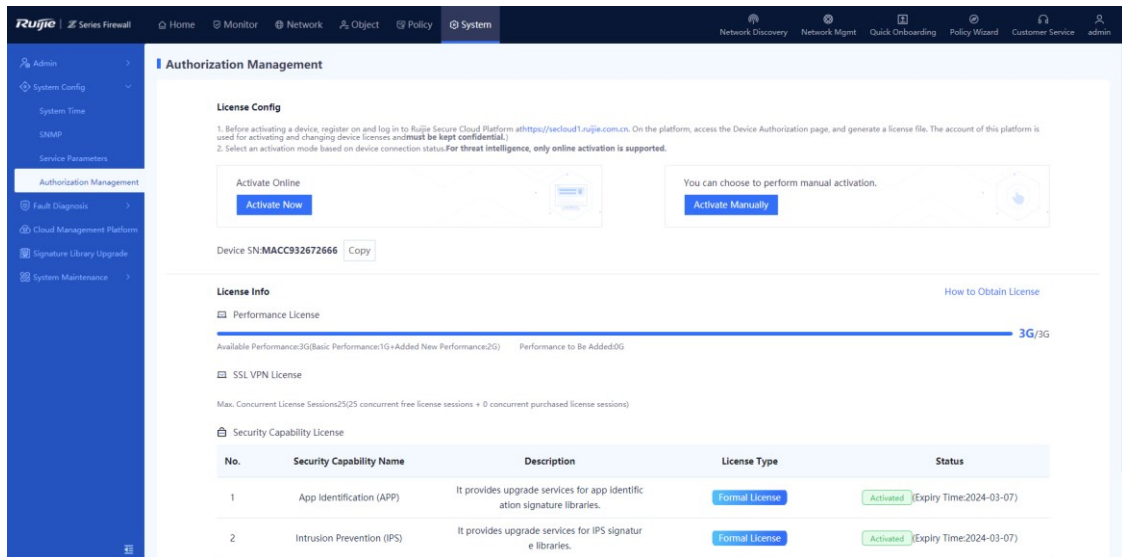 Ruijie | Z Series Firewall
Home
Monitor
Network
Object
Policy
System
Network Discovery
Network Mgmt
Quick Onboarding
Policy Wizard
Customer Service
admin
Admin
System Config
System Time
SNMP
Service Parameters
Authorization Management
Fault Diagnosis
Cloud Management Platform
Signature Library Upgrade
System Maintenance
Authorization Management
License Config
1. Before activating a device, register on and log in to Ruijie Secure Cloud Platform athttps://secloud1.ruijie.com.cn. On the platform, access the Device Authorization page, and generate a license file. The account of this platform is
used for activating and changing device licenses andmust be kept confidential.)
2. Select an activation mode based on device connection status.For threat intelligence, only online activation is supported.
Activate Online
Activate Now
You can choose to perform manual activation.
Activate Manually
Device SN:MACC932672666 Copy
License Info
How to Obtain License
Performance License
3G/3G
Available Performance:3G(Basic Performance:1G+Added New Performance:2G) Performance to Be Added:0G
SSL VPN License
Max. Concurrent License Sessions25(25 concurrent free license sessions + 0 concurrent purchased license sessions)
Security Capability License
No. Security Capability Name Description License Type Status
1 App Identification (APP) It provides upgrade services for app identific
ation signature libraries. Formal License Activated (Expiry Time:2024-03-07)
2 Intrusion Prevention (IPS) It provides upgrade services for IPS signatur
e libraries. Formal License Activated (Expiry Time:2024-03-07)